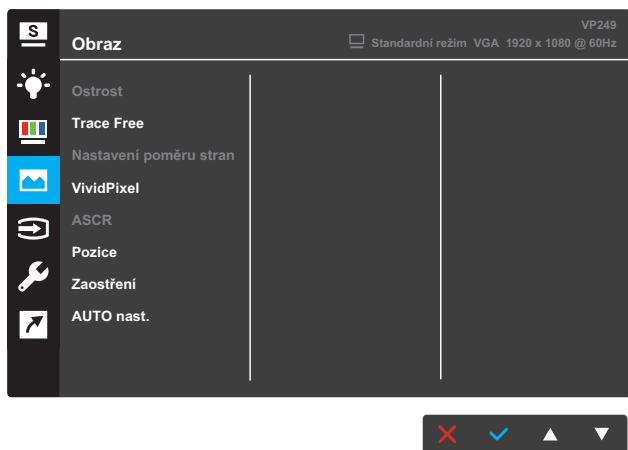 S
VP249
Obraz
Standardní režim VGA 1920 x 1080 @ 60Hz
Ostrost
Trace Free
Nastavení poměru stran
VividPixel
ASCR
Pozice
Zaostření
AUTO nast.